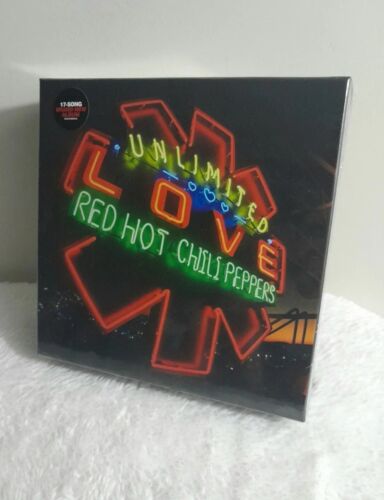 17-SONG
UNLIMITED
LOVE
RED HOT CHILI PEPPERS